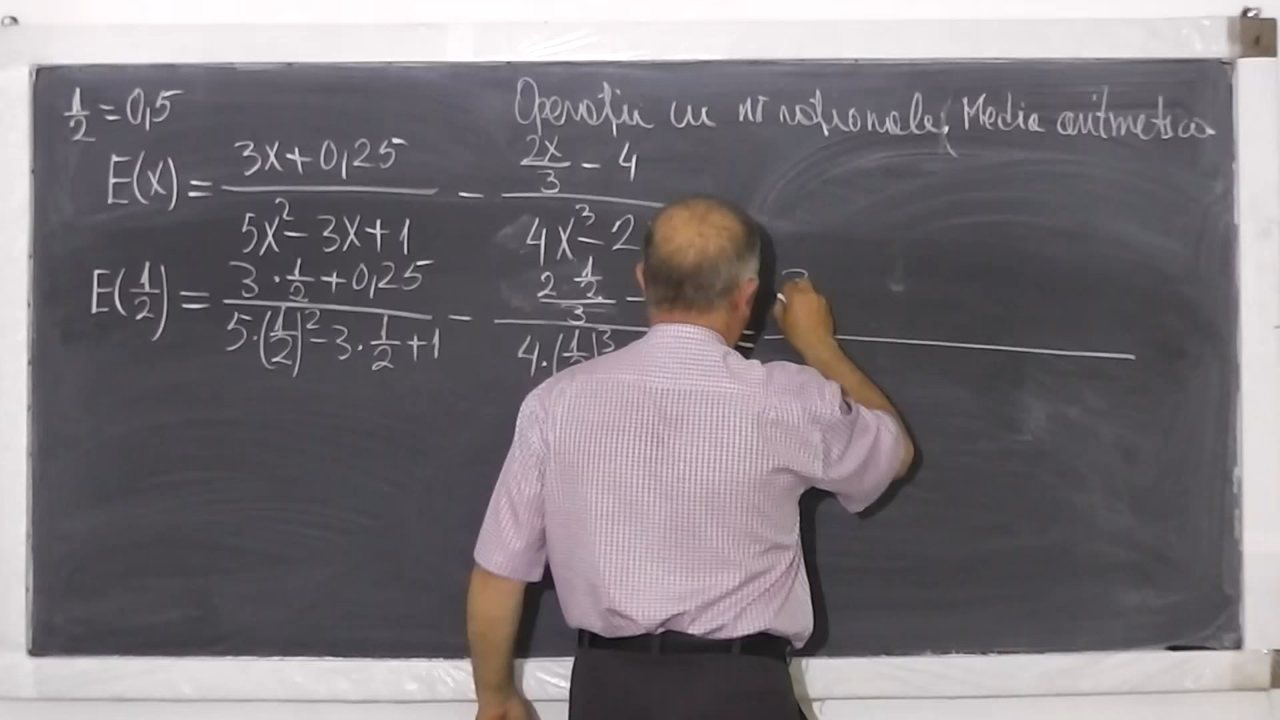 1/2 = 0,5
Operații cu nr raționale, Media aritmetica
E(x) = (3x+0,25)/(5x²-3x+1) - (2x/3 - 4)/(4x³-2
E(1/2) = (3·1/2+0,25)/(5·(1/2)²-3·1/2+1) - (2·1/2/3 -)/(4·(1/2)³ =